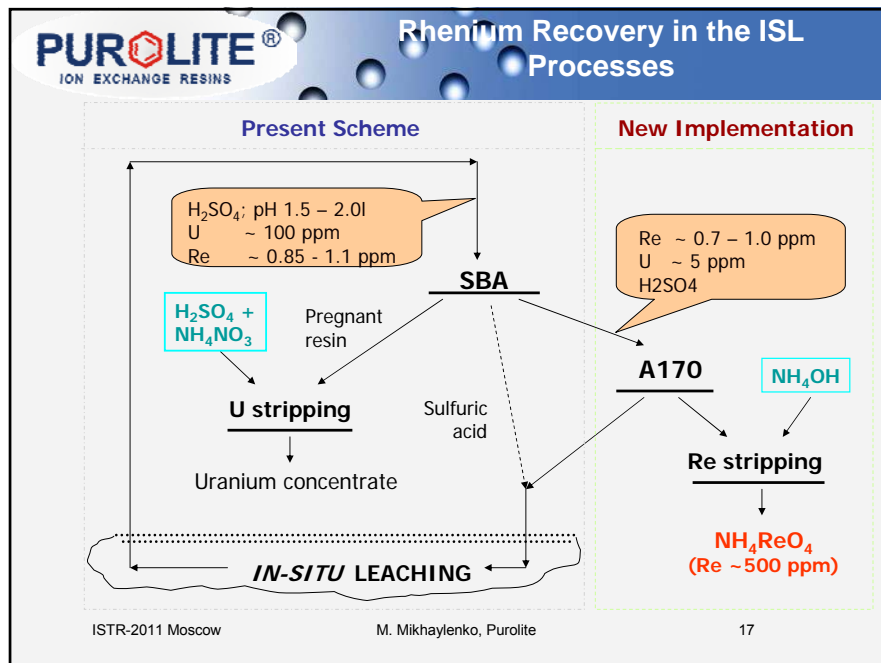 PUROLITE®
ION EXCHANGE RESINS
Rhenium Recovery in the ISL
Processes
Present Scheme
New Implementation
H₂SO₄; pH 1.5 – 2.0l
U ~ 100 ppm
Re ~ 0.85 - 1.1 ppm
Re ~ 0.7 – 1.0 ppm
U ~ 5 ppm
H2SO4
SBA
H₂SO₄ +
NH₄NO₃
Pregnant
resin
A170
NH₄OH
U stripping
Sulfuric
acid
Re stripping
Uranium concentrate
NH₄ReO₄
(Re ~500 ppm)
IN-SITU LEACHING
ISTR-2011 Moscow
M. Mikhaylenko, Purolite
17